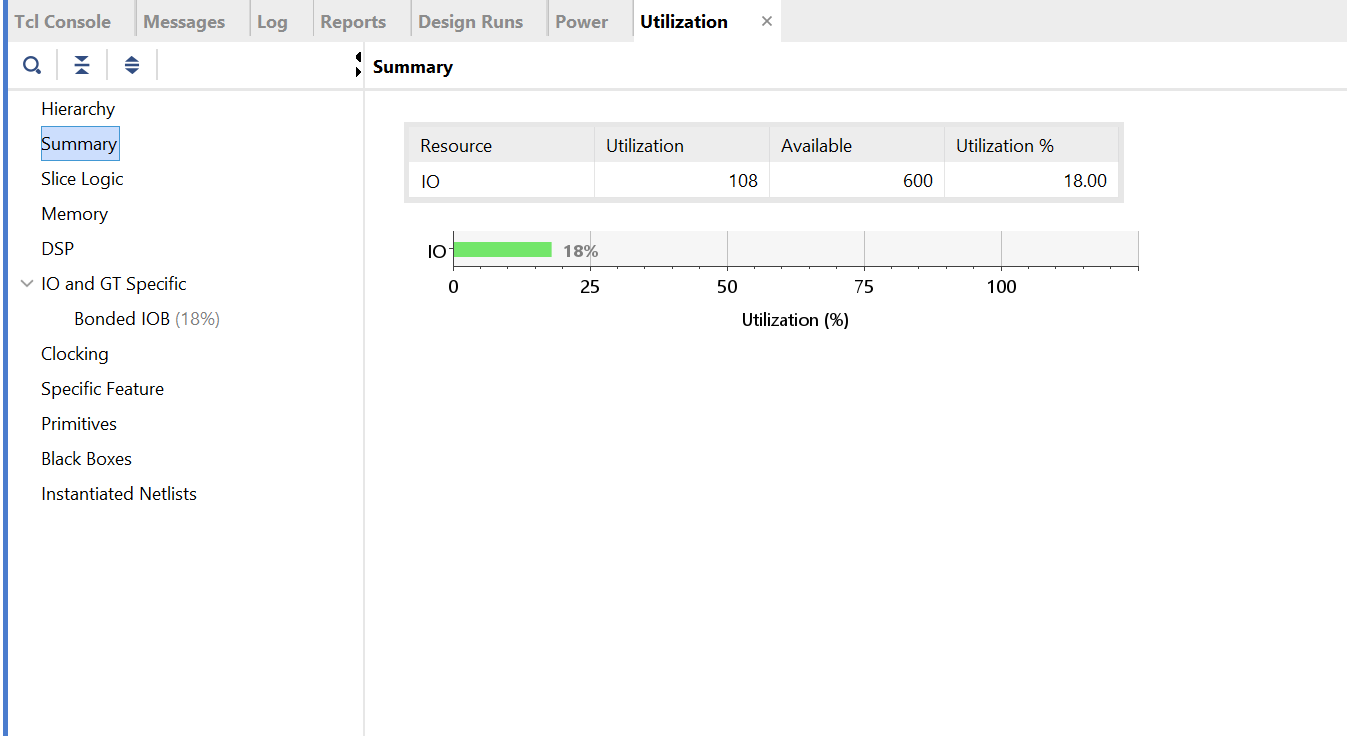 Tcl Console Messages Log Reports Design Runs Power Utilization
Summary
Hierarchy
Summary
Slice Logic
Memory
DSP
IO and GT Specific
Bonded IOB (18%)
Clocking
Specific Feature
Primitives
Black Boxes
Instantiated Netlists
Resource Utilization Available Utilization %
IO 108 600 18.00
IO 18%
0 25 50 75 100
Utilization (%)